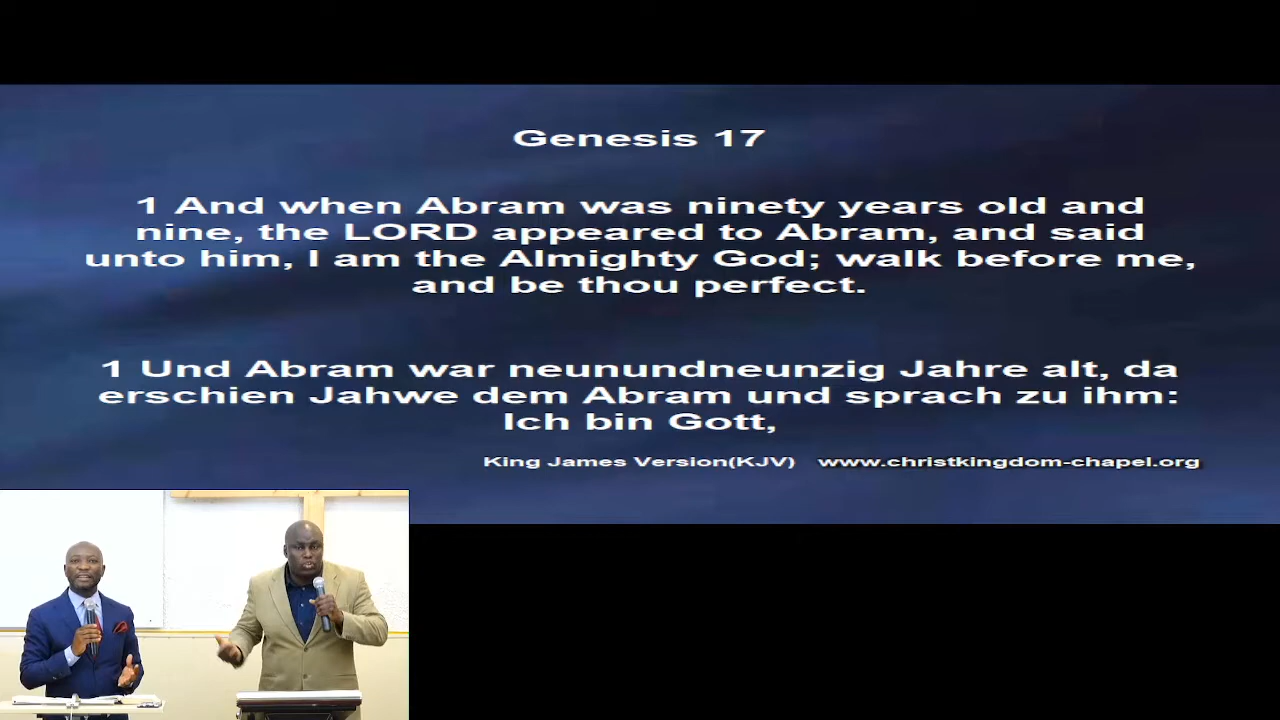 Genesis 17
1 And when Abram was ninety years old and
nine, the LORD appeared to Abram, and said
unto him, I am the Almighty God; walk before me,
and be thou perfect.
1 Und Abram war neunundneunzig Jahre alt, da
erschien Jahwe dem Abram und sprach zu ihm:
Ich bin Gott,
King James Version(KJV) www.christkingdom-chapel.org